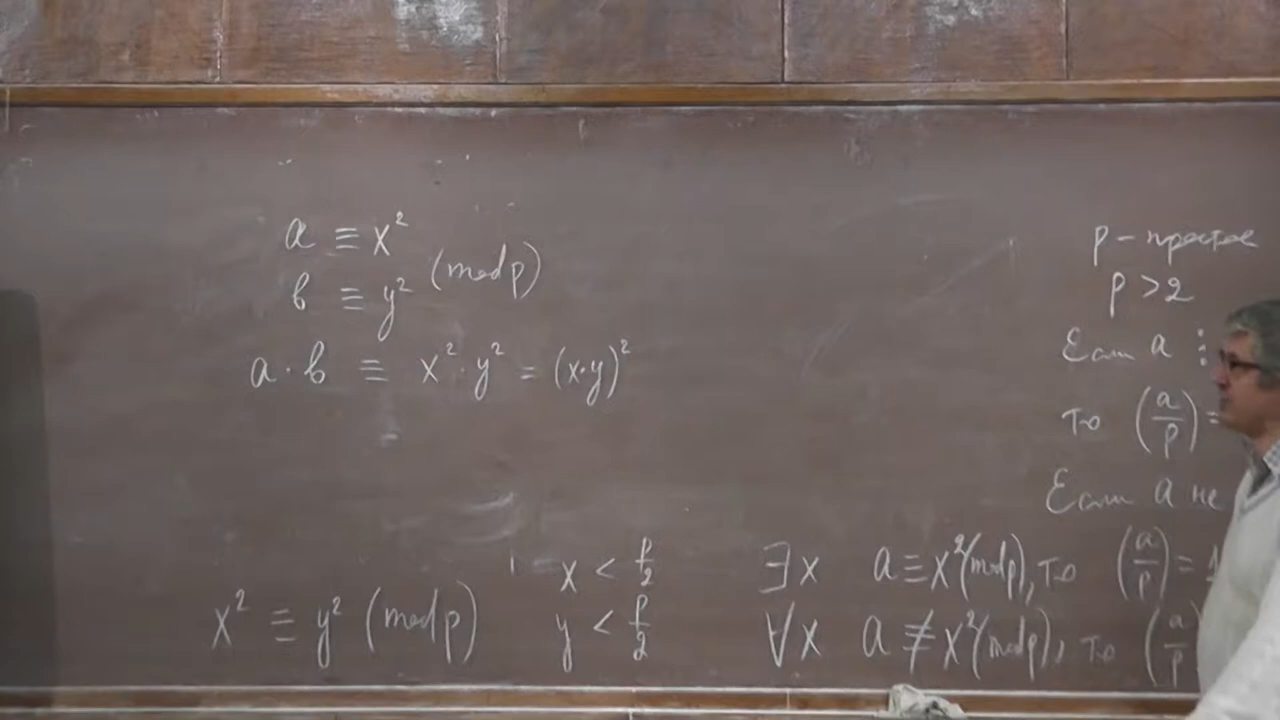 a ≡ x²
b ≡ y² (mod p)
a · b ≡ x² · y² = (x·y)²
x² ≡ y² (mod p)
x < p/2
y < p/2
p – простое
p > 2
Если a ⋮
то (a/p) =
Если a не
∃x a ≡ x² (mod p), то (a/p) = 1
∀x a ≢ x² (mod p), то (a/p)